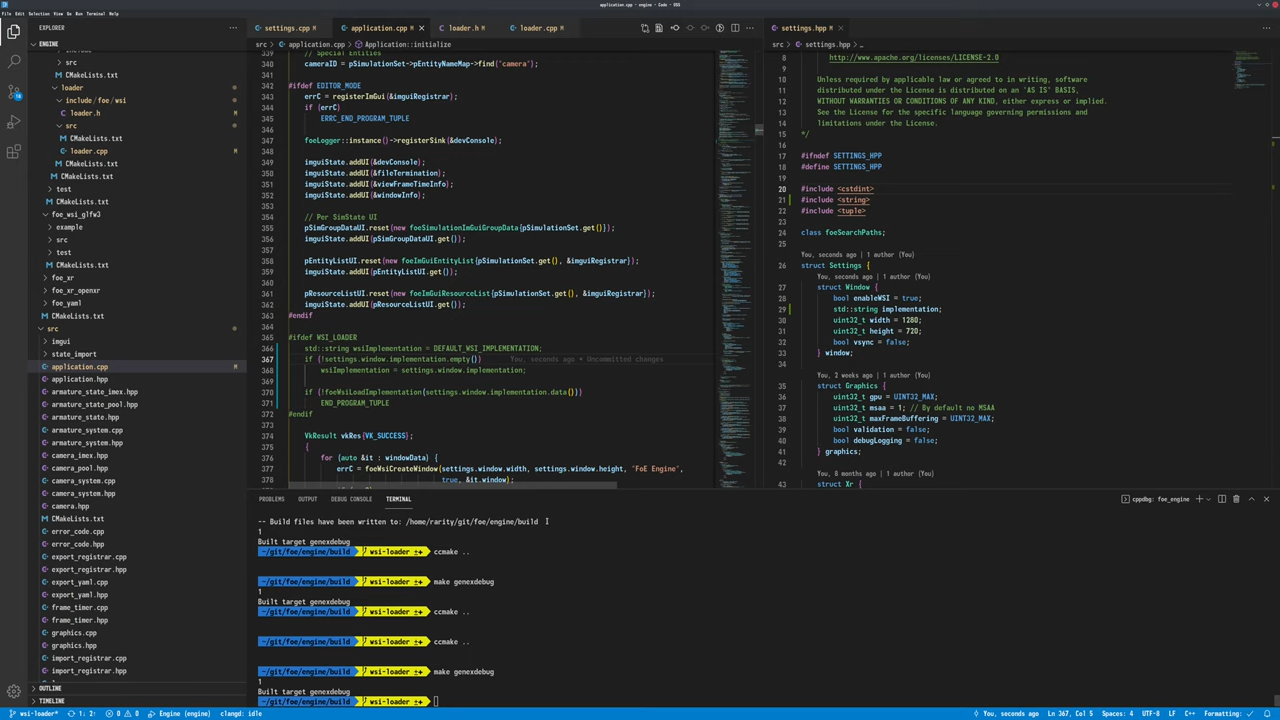 application.cpp - engine - Code - OSS
File Edit Selection View Go Run Terminal Help
EXPLORER
ENGINE
src
CMakeLists.txt
loader
include/foe/wsi
loader.h
M
src
CMakeLists.txt
loader.cpp
M
CMakeLists.txt
CMakeLists.txt
test
CMakeLists.txt
foe_wsi_glfw3
example
src
test
CMakeLists.txt
foe_xr
foe_xr_openxr
foe_yaml
CMakeLists.txt
src
imgui
state_import
application.cpp
M
application.hpp
armature_state_imex.hpp
armature_state_pool.hpp
armature_system.cpp
armature_system.hpp
camera_imex.hpp
camera_pool.hpp
camera_system.cpp
camera_system.hpp
camera.hpp
CMakeLists.txt
error_code.cpp
error_code.hpp
export_registrar.cpp
export_registrar.hpp
export_yaml.cpp
export_yaml.hpp
frame_timer.cpp
frame_timer.hpp
graphics.cpp
graphics.hpp
import_registrar.cpp
import_registrar.hpp
OUTLINE
TIMELINE
settings.cpp M
application.cpp M
loader.h M
loader.cpp M
src > application.cpp > Application::initialize
339 // Special Entities
340 cameraID = pSimulationSet->pEntityNameMap->find("camera");
341
342 #ifdef EDITOR_MODE
343 errC = registerImGui(&imguiRegistrar);
344 if (errC)
345 ERRC_END_PROGRAM_TUPLE
346
347 foeLogger::instance()->registerSink(&devConsole);
348
349 imguiState.addUI(&devConsole);
350 imguiState.addUI(&fileTermination);
351 imguiState.addUI(&viewFrameTimeInfo);
352 imguiState.addUI(&windowInfo);
353
354 // Per SimState UI
355 pSimGroupDataUI.reset(new foeSimulationImGuiGroupData{pSimulationSet.get()});
356 imguiState.addUI(pSimGroupDataUI.get());
357
358 pEntityListUI.reset(new foeImGuiEntityList{pSimulationSet.get(), &imguiRegistrar});
359 imguiState.addUI(pEntityListUI.get());
360
361 pResourceListUI.reset(new foeImGuiResourceList{pSimulationSet.get(), &imguiRegistrar});
362 imguiState.addUI(pResourceListUI.get());
363 #endif
364
365 #ifdef WSI_LOADER
366 std::string wsiImplementation = DEFAULT_WSI_IMPLEMENTATION;
367 if (!settings.window.implementation.empty()) You, seconds ago • Uncommitted changes
368 wsiImplementation = settings.window.implementation;
369
370 if (!foeWsiLoadImplementation(settings.window.implementation.data()))
371 END_PROGRAM_TUPLE
372 #endif
373
374 VkResult vkRes{VK_SUCCESS};
375 {
376 for (auto &it : windowData) {
377 errC = foeWsiCreateWindow(settings.window.width, settings.window.height, "FoE Engine",
378 true, &it.window);
settings.hpp M
src > settings.hpp > …
8 http://www.apache.org/licenses/LICENSE-2.0
9
10 Unless required by applicable law or agreed to in writing, software
11 distributed under the License is distributed on an "AS IS" BASIS,
12 WITHOUT WARRANTIES OR CONDITIONS OF ANY KIND, either express or implied.
13 See the License for the specific language governing permissions and
14 limitations under the License.
15 */
16
17 #ifndef SETTINGS_HPP
18 #define SETTINGS_HPP
19
20 #include <cstdint>
21 #include <string>
22 #include <tuple>
23
24 class foeSearchPaths;
25
You, seconds ago | 1 author (You)
26 struct Settings {
You, seconds ago | 1 author (You)
27 struct Window {
28 bool enableWSI = true;
29 std::string implementation;
30 uint32_t width = 1280;
31 uint32_t height = 720;
32 bool vsync = false;
33 } window;
34
You, 2 weeks ago | 1 author (You)
35 struct Graphics {
36 uint32_t gpu = UINT32_MAX;
37 uint32_t msaa = 1; // By default no MSAA
38 uint32_t maxFrameBuffering = UINT32_MAX;
39 bool validation = false;
40 bool debugLogging = false;
41 } graphics;
42
You, 8 months ago | 1 author (You)
43 struct Xr {
PROBLEMS OUTPUT DEBUG CONSOLE TERMINAL
cppdbg: foe_engine
-- Build files have been written to: /home/rarity/git/foe/engine/build
1
Built target genexdebug
~/git/foe/engine/build wsi-loader ±+ ccmake ..
~/git/foe/engine/build wsi-loader ±+ make genexdebug
1
Built target genexdebug
~/git/foe/engine/build wsi-loader ±+ ccmake ..
~/git/foe/engine/build wsi-loader ±+ ccmake ..
~/git/foe/engine/build wsi-loader ±+ make genexdebug
1
Built target genexdebug
~/git/foe/engine/build wsi-loader ±+
wsi-loader* 1↓ 2↑ 0 0 Engine (engine) clangd: idle
You, seconds ago Ln 367, Col 5 Spaces: 4 UTF-8 LF C++ Formatting: ✓